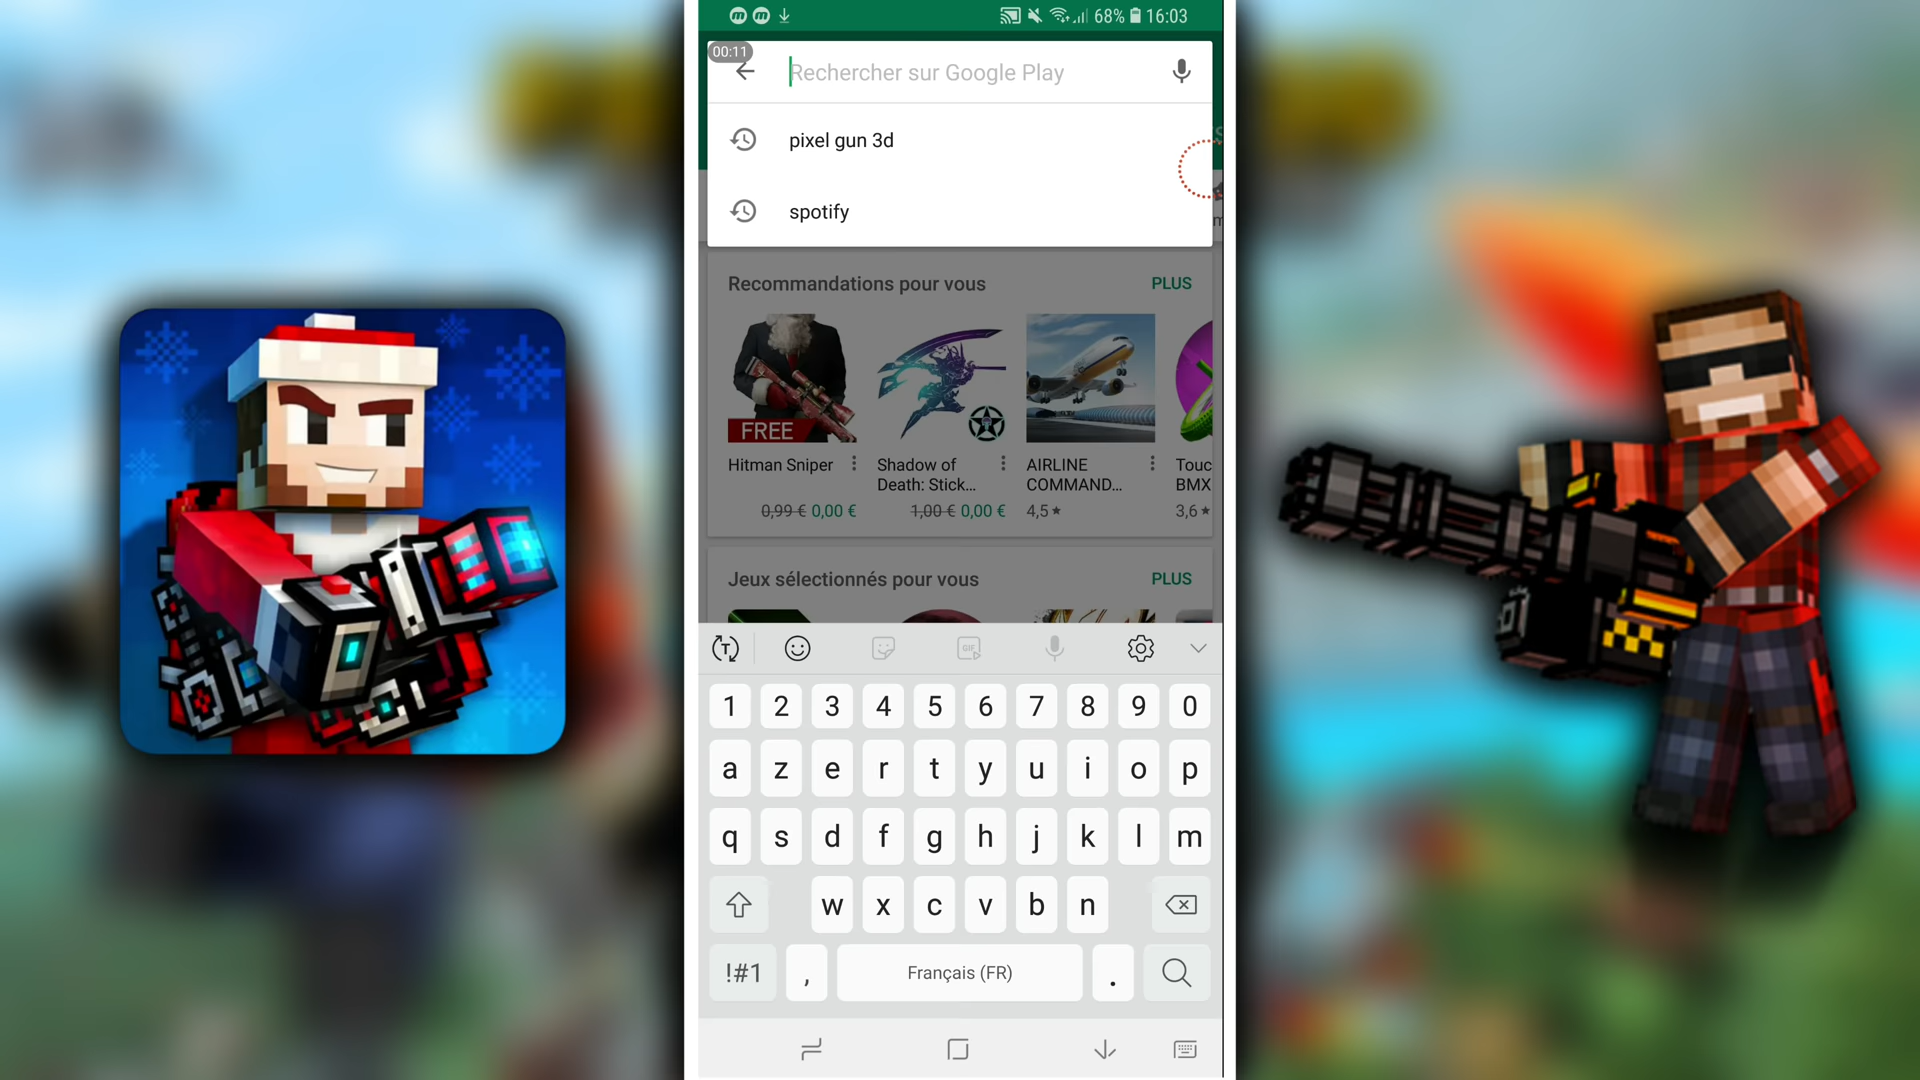 68% 16:03
00:11
Rechercher sur Google Play
pixel gun 3d
spotify
Recommandations pour vous PLUS
FREE
Hitman Sniper
0,99 € 0,00 €
Shadow of
Death: Stick...
1,00 € 0,00 €
AIRLINE
COMMAND...
4,5★
Touc
BMX
3,6★
Jeux sélectionnés pour vous PLUS
GIF
1 2 3 4 5 6 7 8 9 0
a z e r t y u i o p
q s d f g h j k l m
w x c v b n
!#1 , Français (FR) .